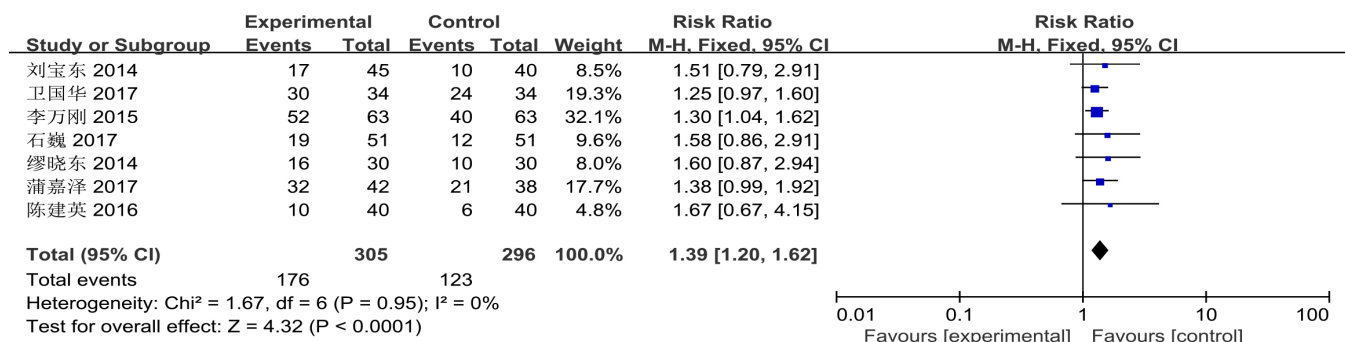 Experimental Control Risk Ratio Risk Ratio
Study or Subgroup Events Total Events Total Weight M-H, Fixed, 95% CI M-H, Fixed, 95% CI
刘宝东 2014 17 45 10 40 8.5% 1.51 [0.79, 2.91]
卫国华 2017 30 34 24 34 19.3% 1.25 [0.97, 1.60]
李万刚 2015 52 63 40 63 32.1% 1.30 [1.04, 1.62]
石巍 2017 19 51 12 51 9.6% 1.58 [0.86, 2.91]
缪晓东 2014 16 30 10 30 8.0% 1.60 [0.87, 2.94]
蒲嘉泽 2017 32 42 21 38 17.7% 1.38 [0.99, 1.92]
陈建英 2016 10 40 6 40 4.8% 1.67 [0.67, 4.15]
Total (95% CI) 305 296 100.0% 1.39 [1.20, 1.62]
Total events 176 123
Heterogeneity: Chi² = 1.67, df = 6 (P = 0.95); I² = 0%
Test for overall effect: Z = 4.32 (P < 0.0001)
0.01 0.1 1 10 100
Favours [experimental] Favours [control]